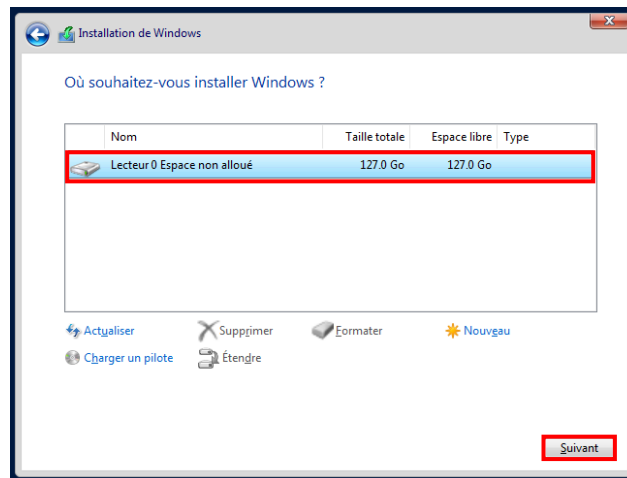 Installation de Windows
Où souhaitez-vous installer Windows ?
Nom Taille totale Espace libre Type
Lecteur 0 Espace non alloué 127.0 Go 127.0 Go
Actualiser Supprimer Formater Nouveau
Charger un pilote Étendre
Suivant